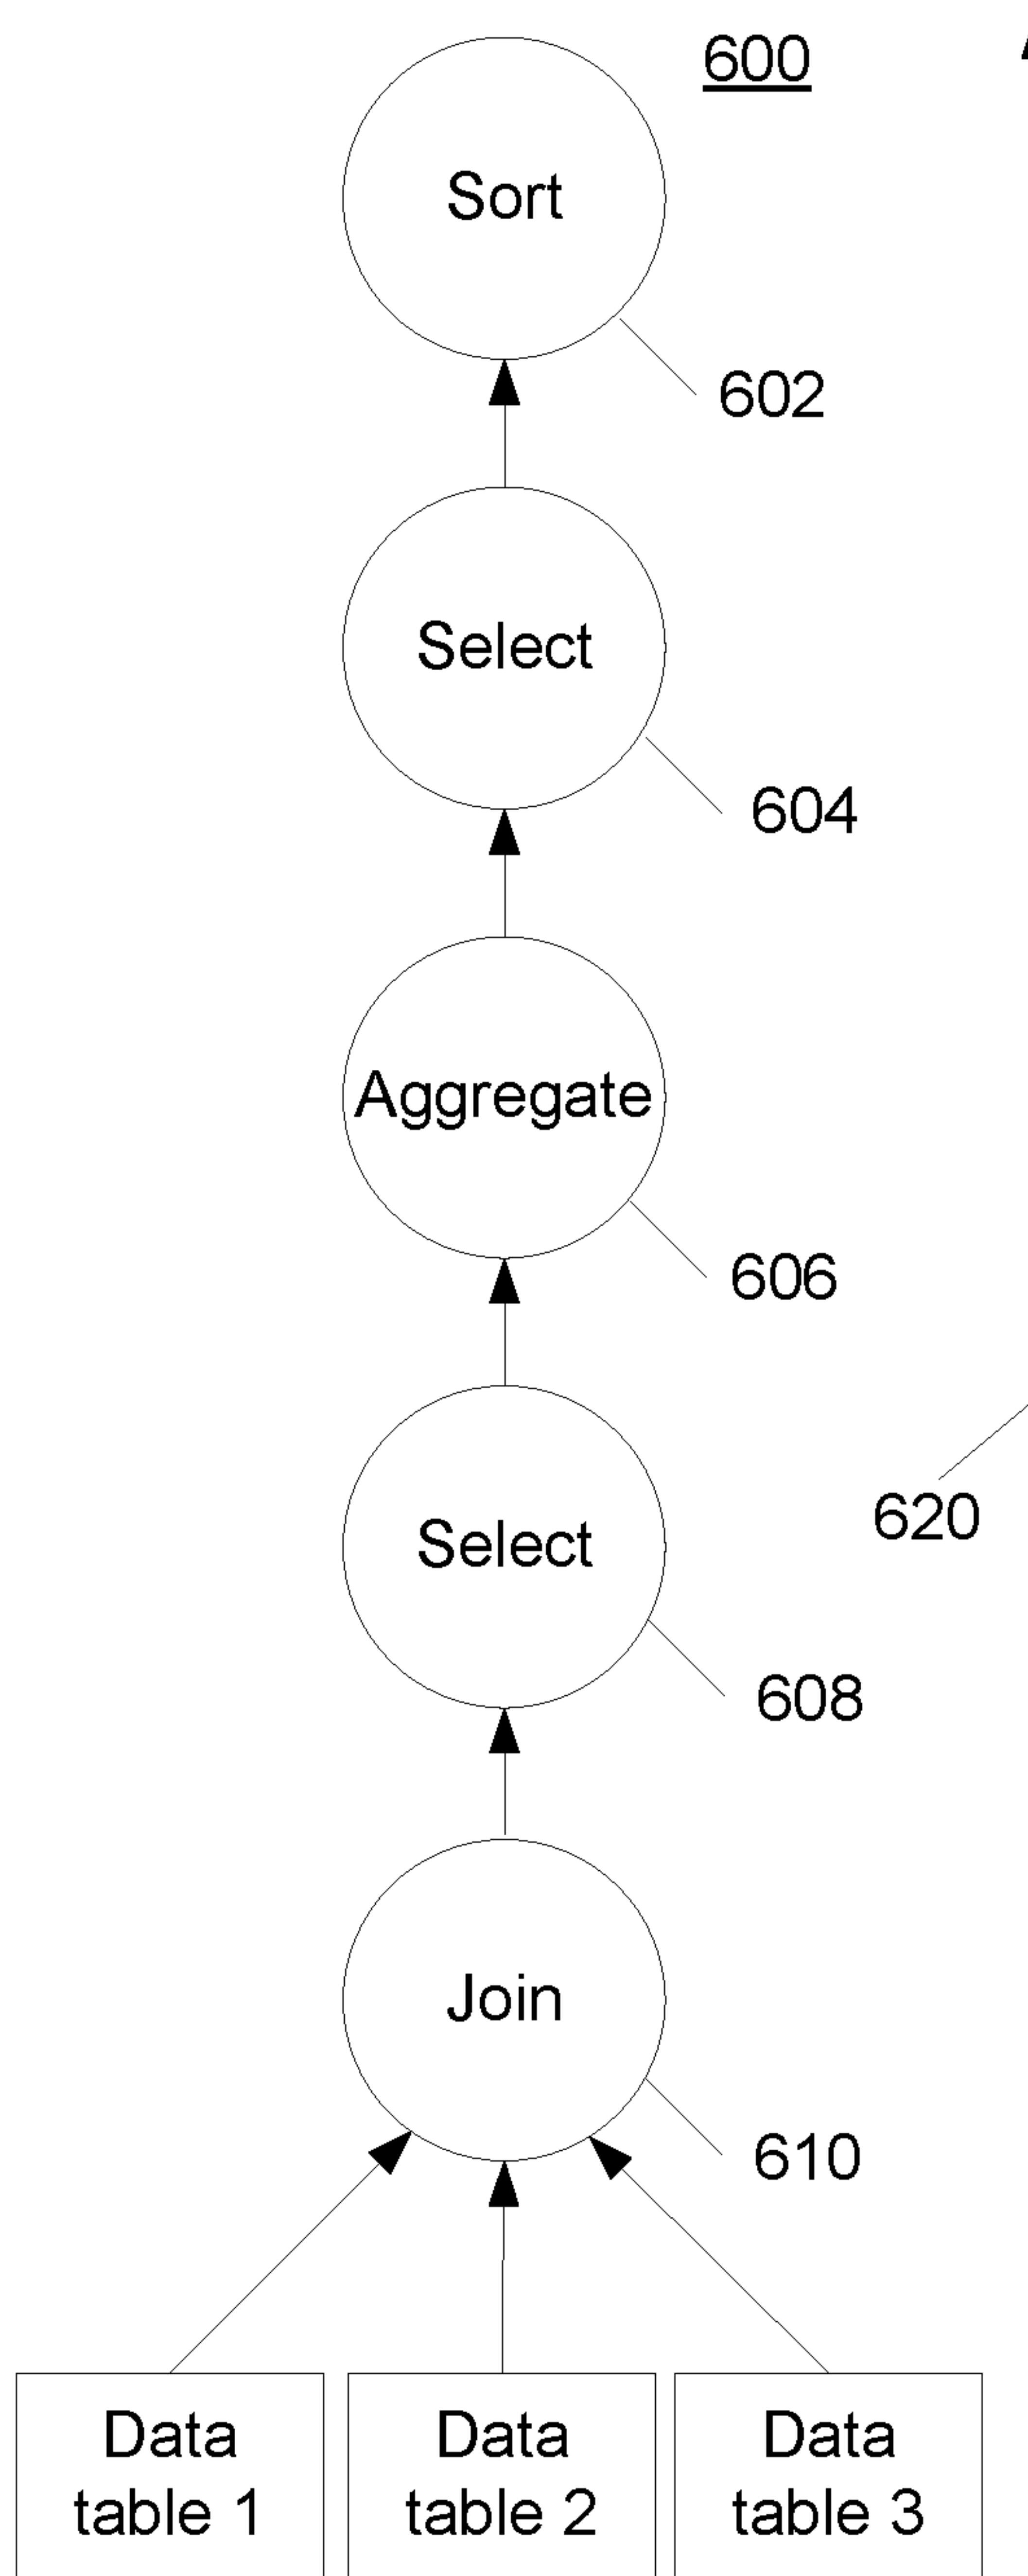 600
Sort
602
Select
604
Aggregate
606
Select
620
608
Join
610
Data
table 1
Data
table 2
Data
table 3